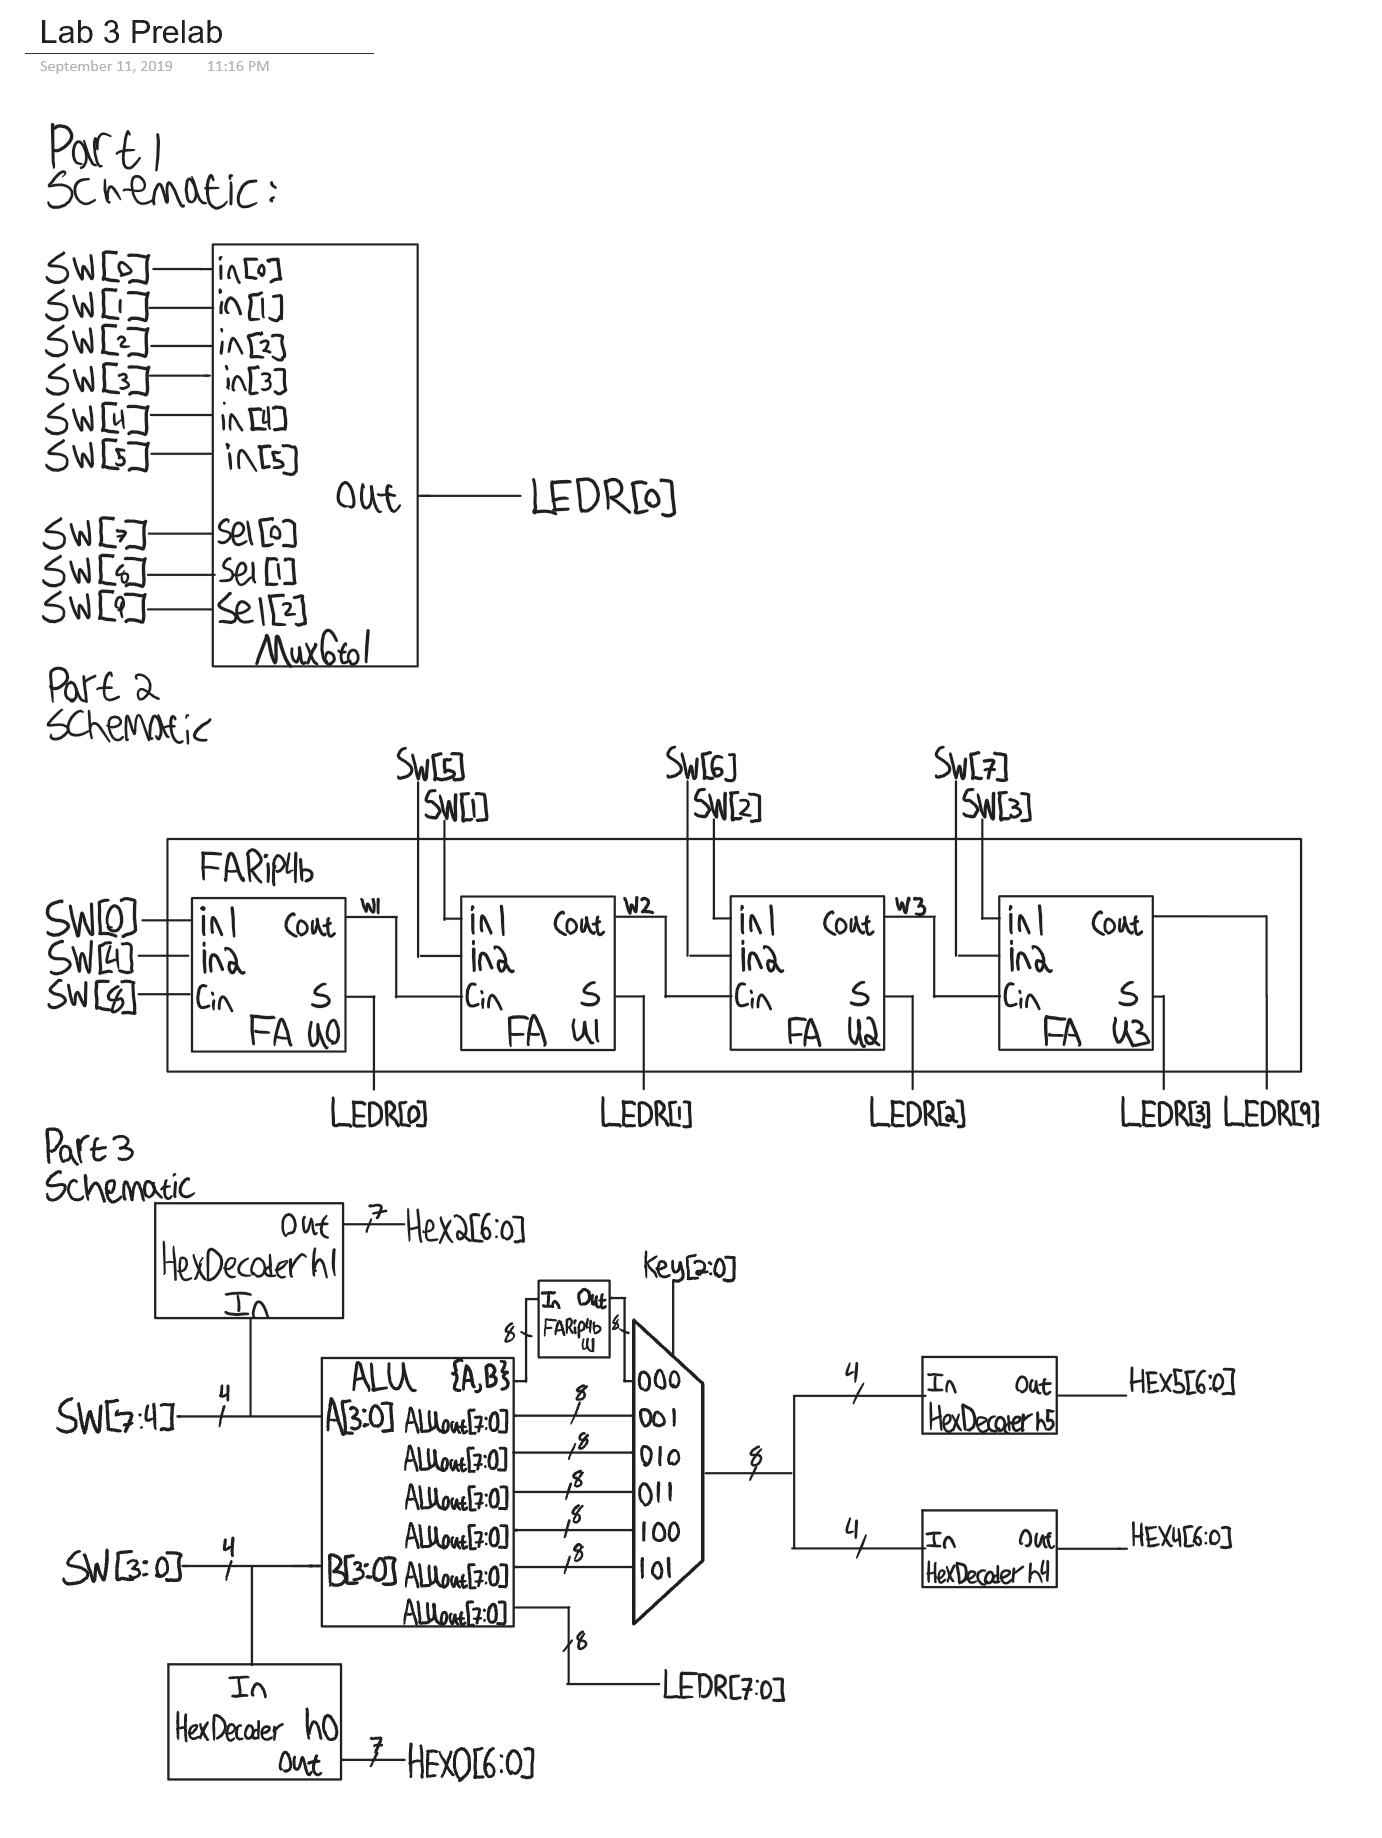 Lab 3 Prelab
September 11, 2019 11:16 PM
Part 1
Schematic:
SW[0] in[0]
SW[1] in[1]
SW[2] in[2]
SW[3] in[3]
SW[4] in[4]
SW[5] in[5]
Out LEDR[0]
SW[7] Sel[0]
SW[8] Sel[1]
SW[9] Sel[2]
Mux6to1
Part 2
Schematic
SW[5] SW[6] SW[7]
SW[1] SW[2] SW[3]
FARip4b
W1 W2 W3
SW[0] in1 Cout in1 Cout in1 Cout in1 Cout
SW[4] in2 in2 in2 in2
SW[8] Cin S Cin S Cin S Cin S
FA U0 FA U1 FA U2 FA U3
LEDR[0] LEDR[1] LEDR[2] LEDR[3] LEDR[9]
Part 3
Schematic
Out 7 Hex2[6:0]
HexDecoder h1
In
Key[2:0]
In Out
8 FARip4b 8
u1
ALU {A,B} 000
SW[7:4] 4 A[3:0] ALUout[7:0] 8 001
ALUout[7:0] 8 010
ALUout[7:0] 8 011
ALUout[7:0] 8 100
SW[3:0] 4 B[3:0] ALUout[7:0] 8 101
ALUout[7:0] 8
LEDR[7:0]
8
4 In Out HEX5[6:0]
HexDecoter h5
4 In Out HEX4[6:0]
HexDecoder h4
In
HexDecoder h0
Out 7 HEX0[6:0]